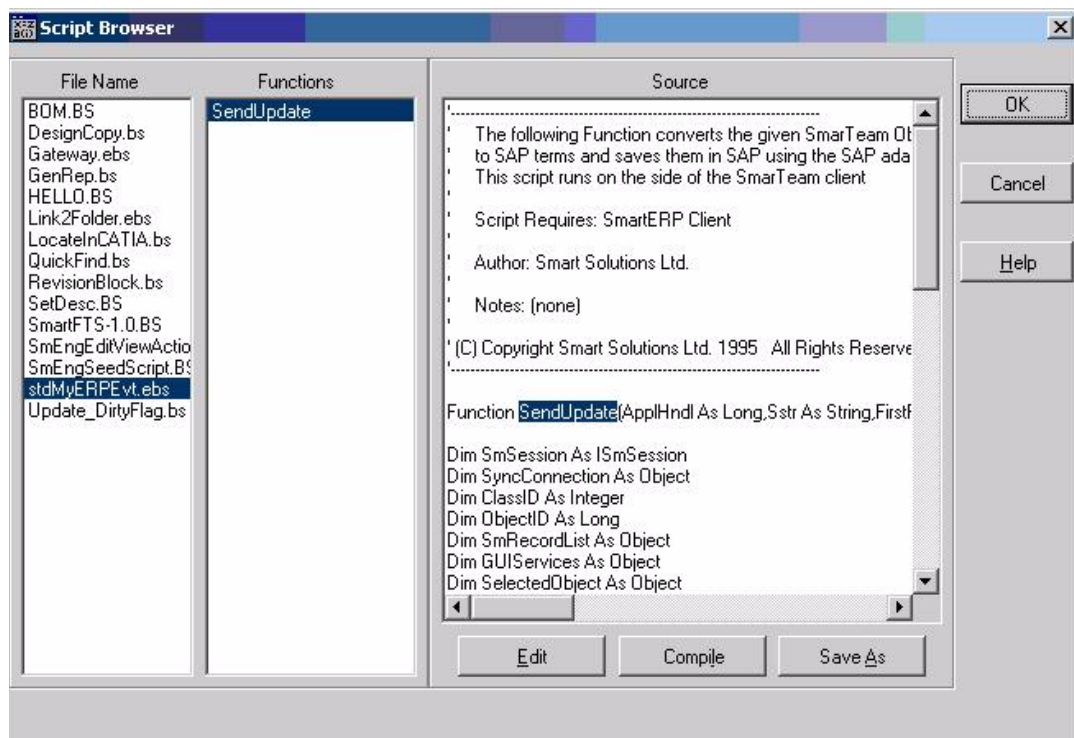 Script Browser
File Name
BOM.BS
DesignCopy.bs
Gateway.ebs
GenRep.bs
HELLO.BS
Link2Folder.ebs
LocateInCATIA.bs
QuickFind.bs
RevisionBlock.bs
SetDesc.BS
SmartFTS-1.0.BS
SmEngEditViewActio
SmEngSeedScript.BS
stdMyERPEvt.ebs
Update_DirtyFlag.bs
Functions
SendUpdate
Source
'--------------------------------------------------------------------------------
' The following Function converts the given SmarTeam Ob
' to SAP terms and saves them in SAP using the SAP ada
' This script runs on the side of the SmarTeam client
'
' Script Requires: SmartERP Client
'
' Author: Smart Solutions Ltd.
'
' Notes: (none)
'
' (C) Copyright Smart Solutions Ltd. 1995 All Rights Reserve
'--------------------------------------------------------------------------------
Function SendUpdate(ApplHndl As Long,Sstr As String,FirstF
Dim SmSession As ISmSession
Dim SyncConnection As Object
Dim ClassID As Integer
Dim ObjectID As Long
Dim SmRecordList As Object
Dim GUIServices As Object
Dim SelectedObject As Object
Edit
Compile
Save As
OK
Cancel
Help